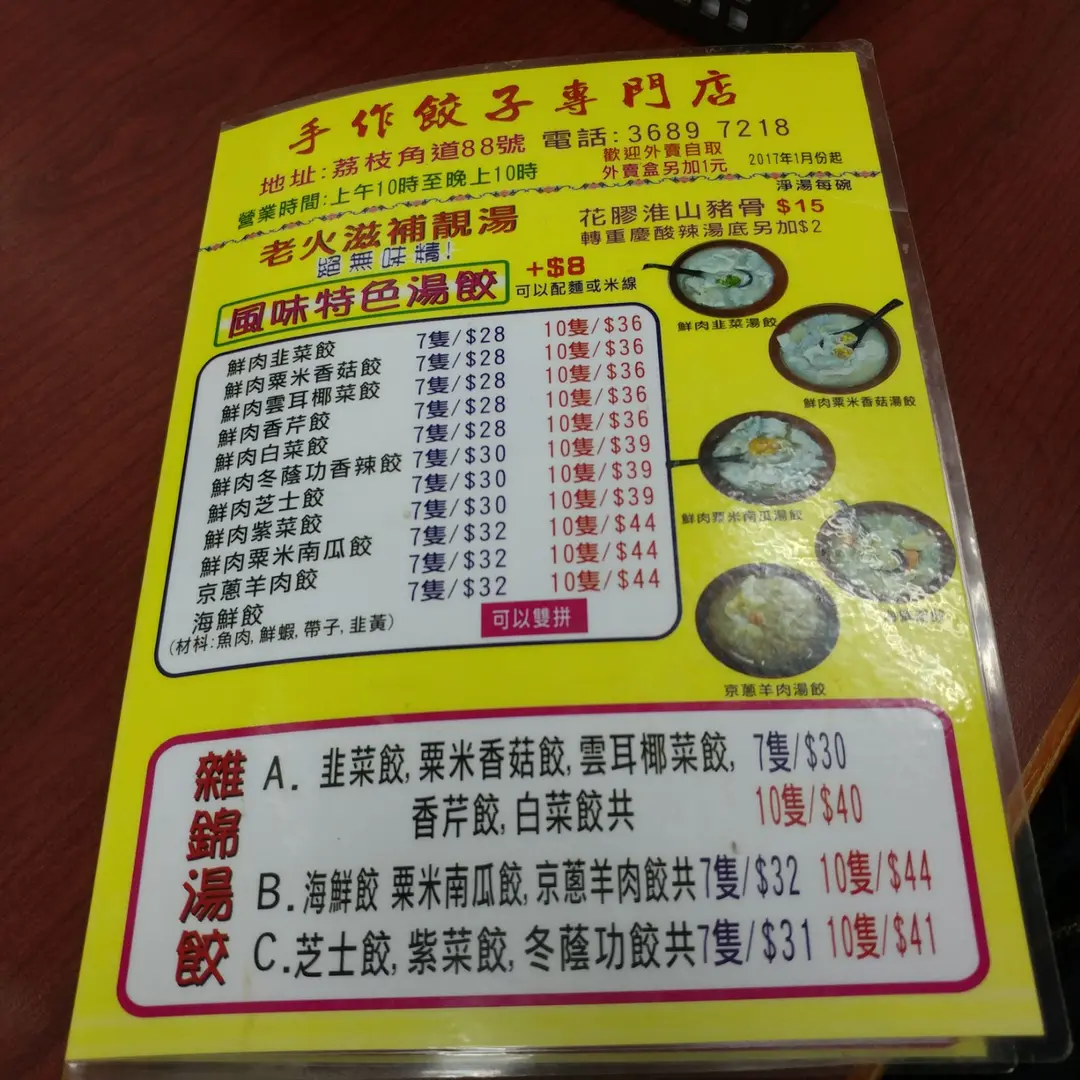 手作餃子專門店
地址:荔枝角道88號 電話:3689 7218
營業時間:上午10時至晚上10時
歡迎外賣自取
外賣盒另加1元
2017年1月份起
淨湯每碗
老火滋補靚湯
絕無味精!
花膠淮山豬骨 $15
轉重慶酸辣湯底另加$2
風味特色湯餃
+$8
可以配麵或米線
鮮肉韭菜餃 7隻/$28 10隻/$36
鮮肉粟米香菇餃 7隻/$28 10隻/$36
鮮肉雲耳椰菜餃 7隻/$28 10隻/$36
鮮肉香芹餃 7隻/$28 10隻/$36
鮮肉白菜餃 7隻/$28 10隻/$36
鮮肉冬蔭功香辣餃 7隻/$30 10隻/$39
鮮肉芝士餃 7隻/$30 10隻/$39
鮮肉紫菜餃 7隻/$30 10隻/$39
鮮肉粟米南瓜餃 7隻/$32 10隻/$44
京蔥羊肉餃 7隻/$32 10隻/$44
海鮮餃 7隻/$32 10隻/$44
(材料:魚肉,鮮蝦,帶子,韭黃)
可以雙拼
鮮肉韭菜湯餃
鮮肉粟米香菇湯餃
鮮肉粟米南瓜湯餃
京蔥羊肉湯餃
雜錦湯餃
A. 韭菜餃,粟米香菇餃,雲耳椰菜餃, 7隻/$30
香芹餃,白菜餃共 10隻/$40
B.海鮮餃 粟米南瓜餃,京蔥羊肉餃共7隻/$32 10隻/$44
C.芝士餃,紫菜餃,冬蔭功餃共7隻/$31 10隻/$41